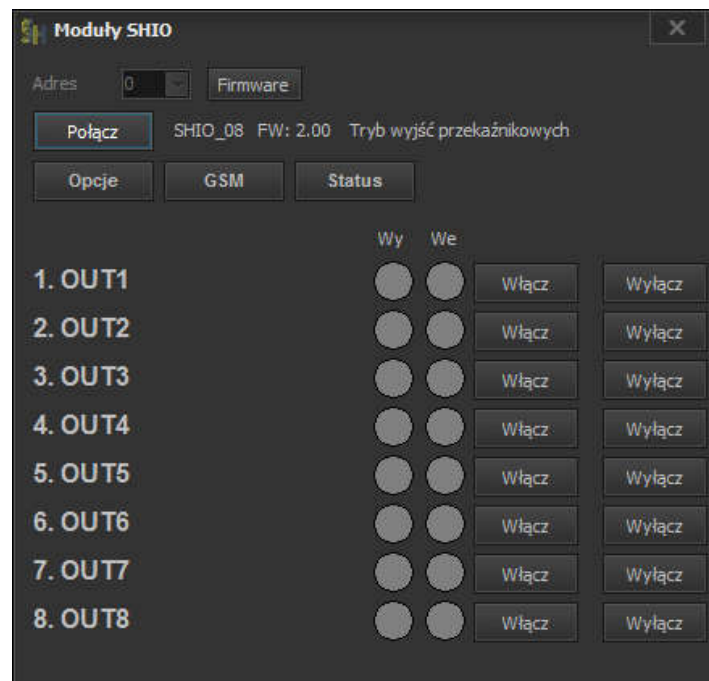 SH Moduły SHIO X
Adres 0 Firmware
Połącz SHIO_08 FW: 2.00 Tryb wyjść przekaźnikowych
Opcje GSM Status
Wy We
1. OUT1 Włącz Wyłącz
2. OUT2 Włącz Wyłącz
3. OUT3 Włącz Wyłącz
4. OUT4 Włącz Wyłącz
5. OUT5 Włącz Wyłącz
6. OUT6 Włącz Wyłącz
7. OUT7 Włącz Wyłącz
8. OUT8 Włącz Wyłącz